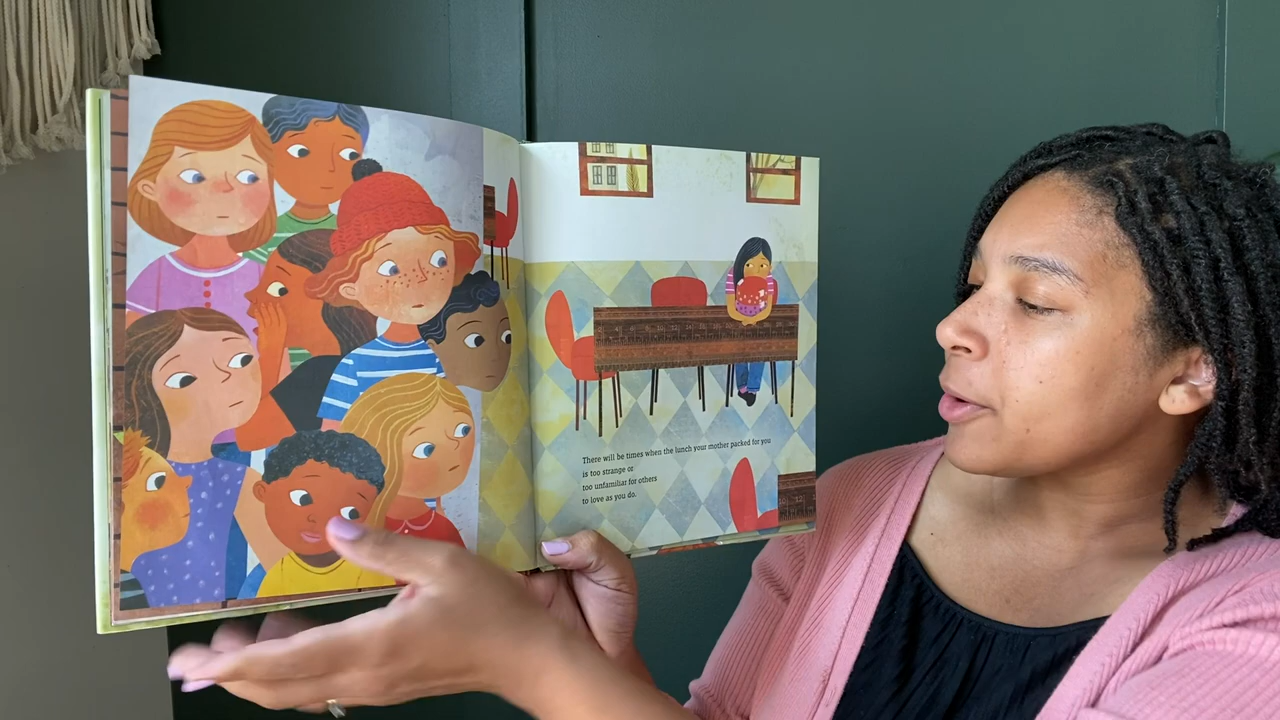 There will be times when the lunch your mother packed for you
is too strange or
too unfamiliar for others
to love as you do.